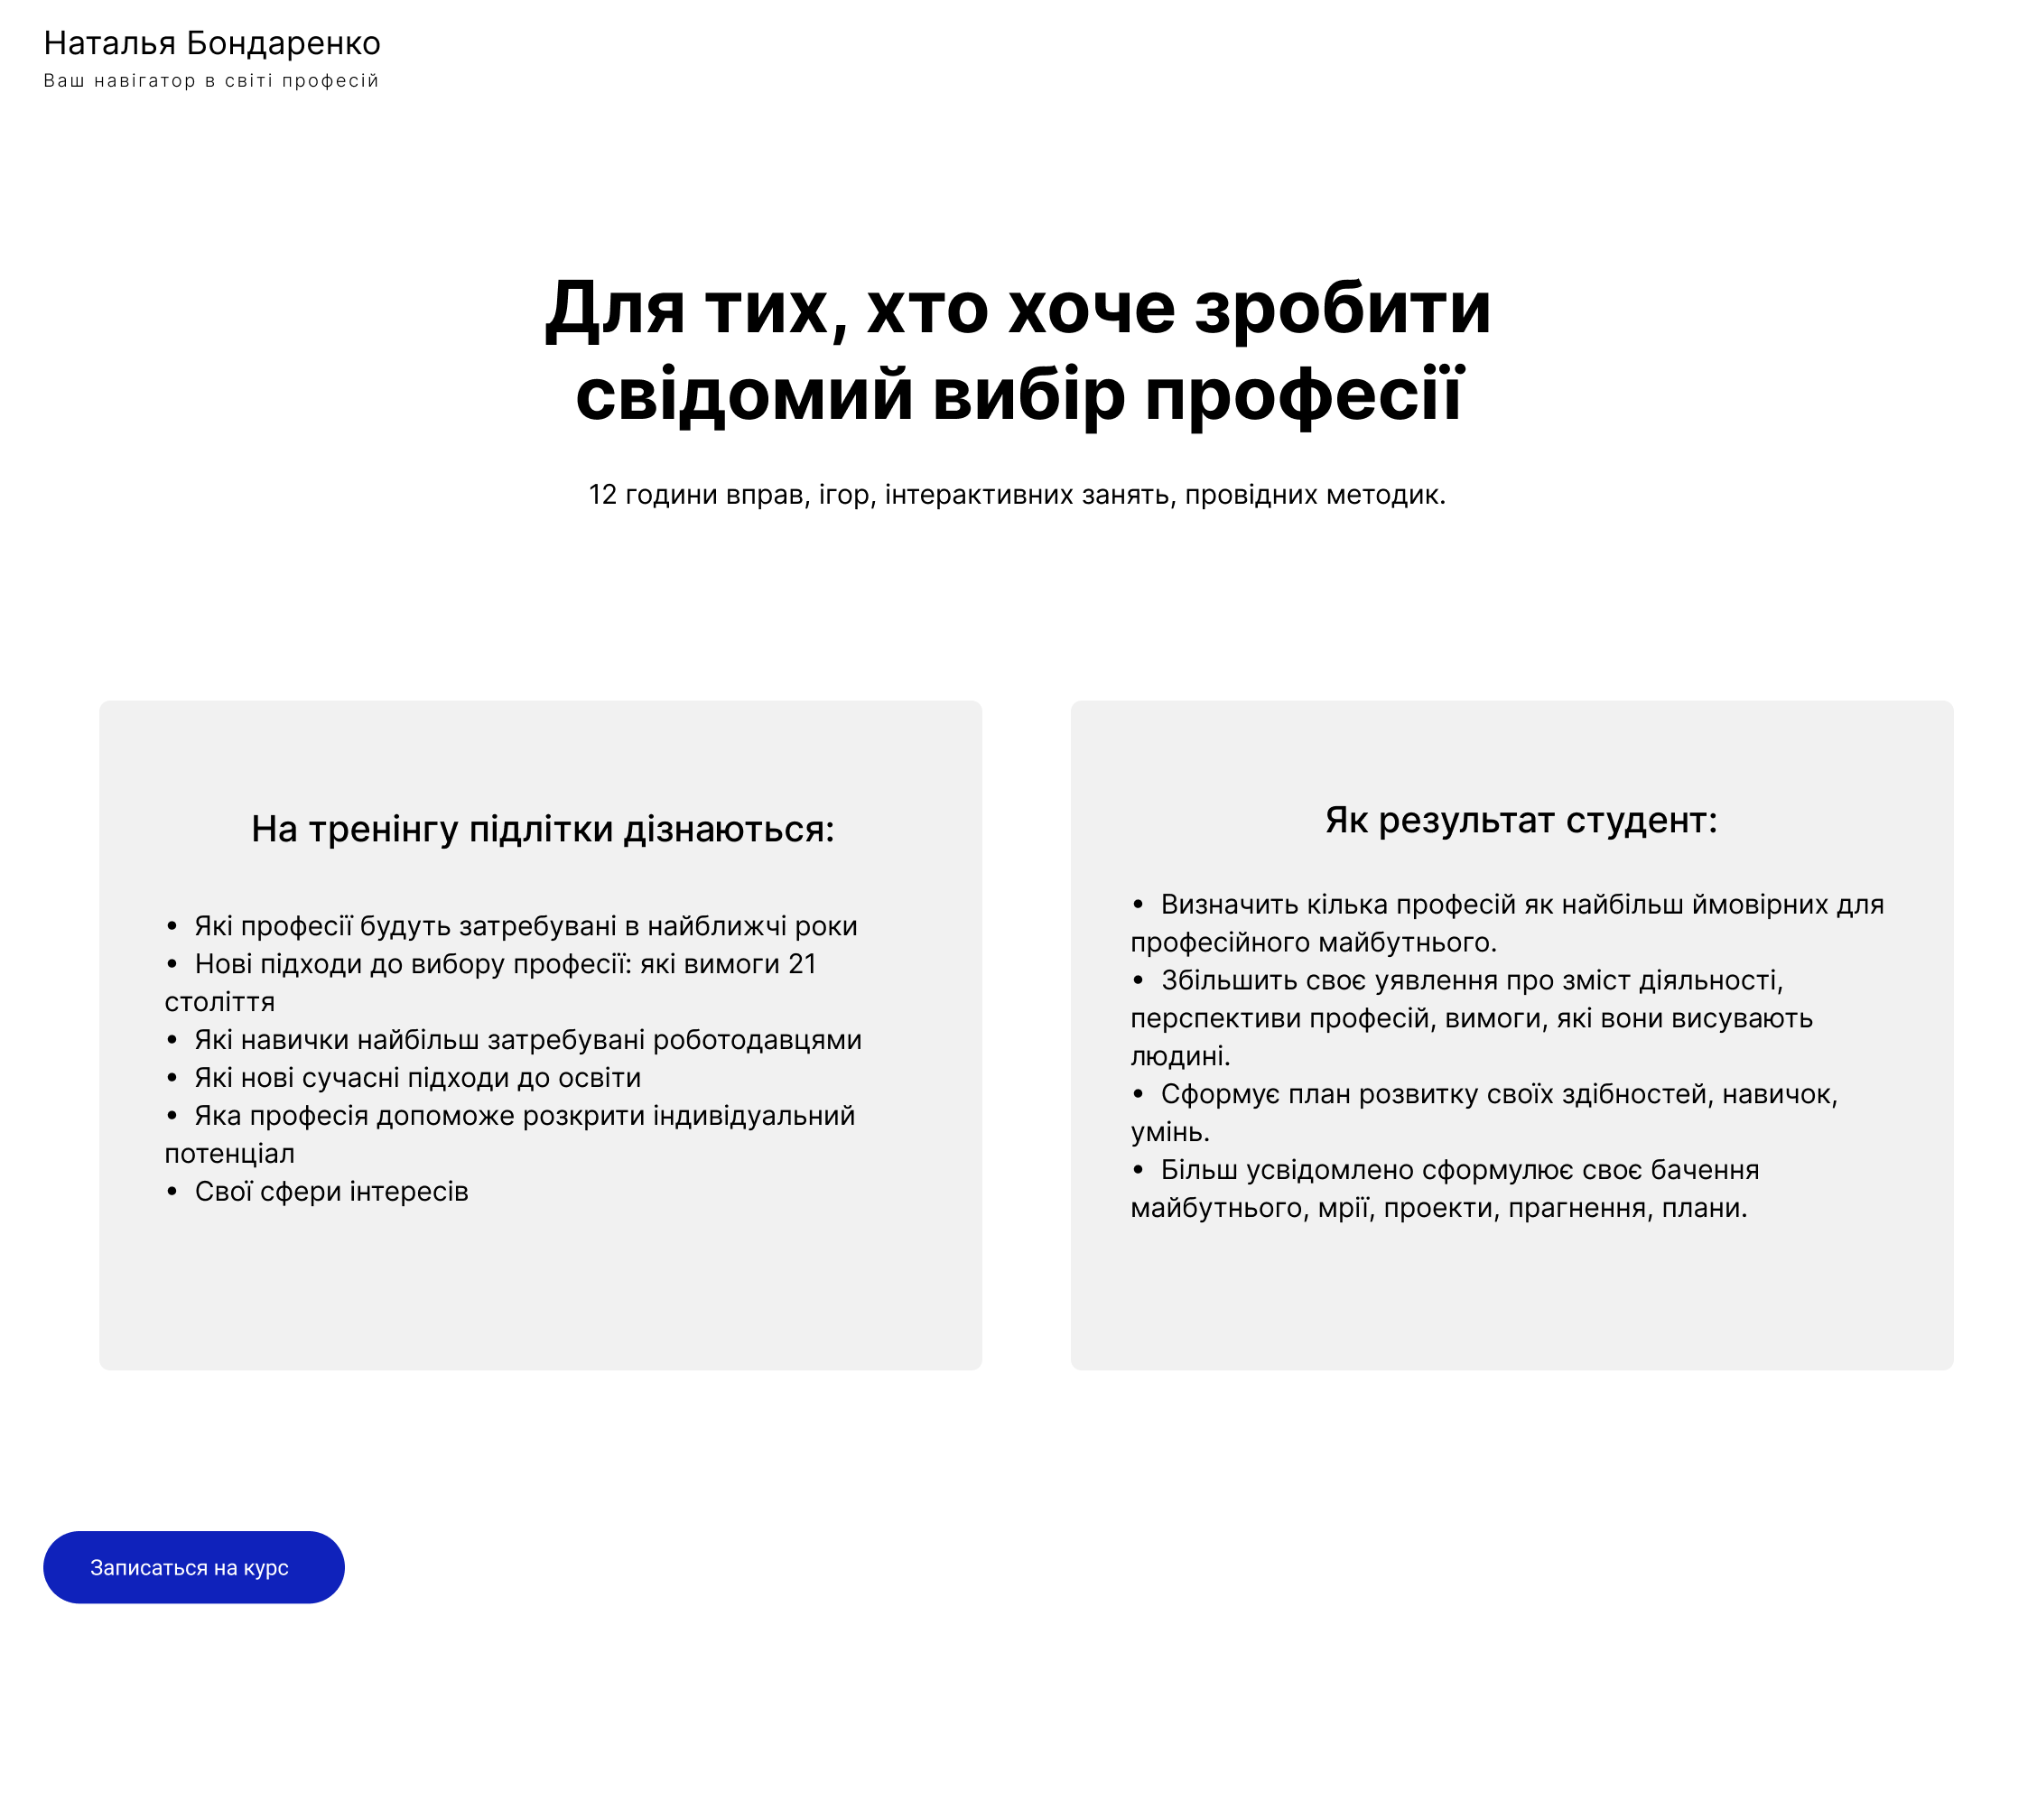 Наталья Бондаренко
Ваш навігатор в світі професій
Для тих, хто хоче зробити
свідомий вибір професії
12 години вправ, ігор, інтерактивних занять, провідних методик.
На тренінгу підлітки дізнаються:
• Які професії будуть затребувані в найближчі роки
• Нові підходи до вибору професії: які вимоги 21
століття
• Які навички найбільш затребувані роботодавцями
• Які нові сучасні підходи до освіти
• Яка професія допоможе розкрити індивідуальний
потенціал
• Свої сфери інтересів
Як результат студент:
• Визначить кілька професій як найбільш ймовірних для
професійного майбутнього.
• Збільшить своє уявлення про зміст діяльності,
перспективи професій, вимоги, які вони висувають
людині.
• Сформує план розвитку своїх здібностей, навичок,
умінь.
• Більш усвідомлено сформулює своє бачення
майбутнього, мрії, проекти, прагнення, плани.
Записаться на курс